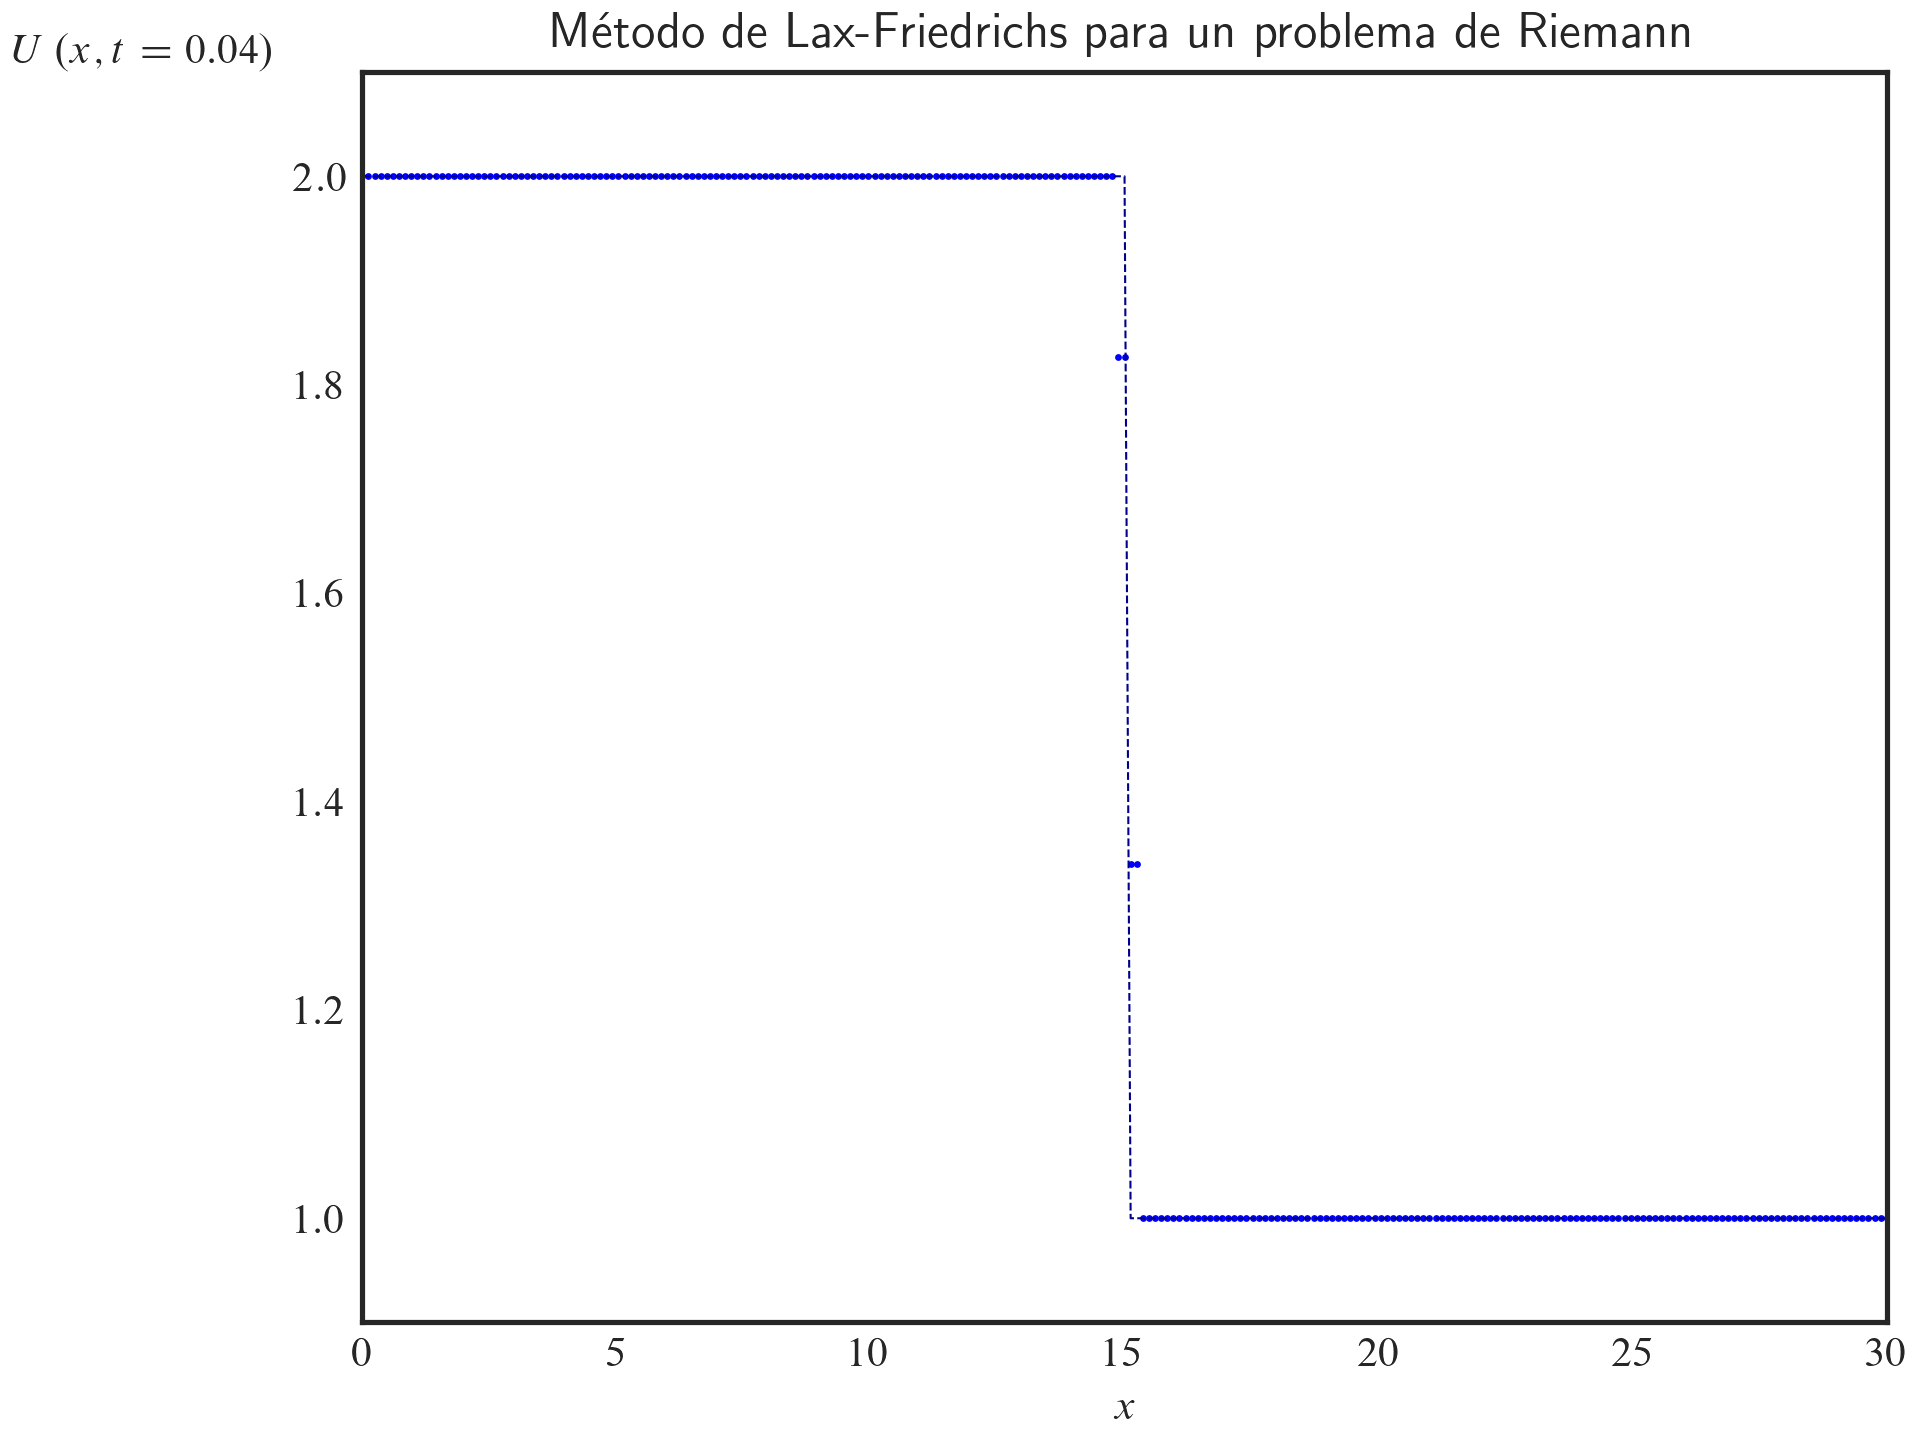 Método de Lax-Friedrichs para un problema de Riemann
U (x, t = 0.04)
2.0
1.8
1.6
1.4
1.2
1.0
0 5 10 15 20 25 30
x